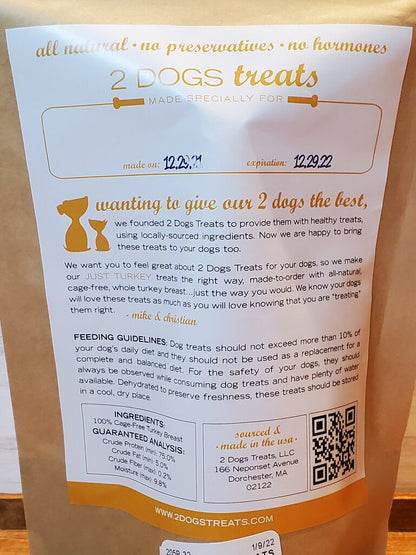 all natural • no preservatives • no hormones
2 DOGS treats
MADE SPECIALLY FOR
made on: 12.29.21 expiration: 12.29.22
wanting to give our 2 dogs the best,
we founded 2 Dogs Treats to provide them with healthy treats,
using locally-sourced ingredients. Now we are happy to bring
these treats to your dogs too.
We want you to feel great about 2 Dogs Treats for your dogs, so we make
our JUST TURKEY treats the right way, made-to-order with all-natural,
cage-free, whole turkey breast...just the way you would. We know your dogs
will love these treats as much as you will love knowing that you are "treating"
them right.
- mike & christian
FEEDING GUIDELINES: Dog treats should not exceed more than 10% of
your dog's daily diet and they should not be used as a replacement for a
complete and balanced diet. For the safety of your dogs, they should
always be observed while consuming dog treats and have plenty of water
available. Dehydrated to preserve freshness, these treats should be stored
in a cool, dry place.
INGREDIENTS:
100% Cage-Free Turkey Breast
GUARANTEED ANALYSIS:
Crude Protein (min): 75.0%
Crude Fat (min): 5.0%
Crude Fiber (max): 0.2%
Moisture (max): 9.8%
sourced &
• made in the usa •
2 Dogs Treats, LLC
166 Neponset Avenue
Dorchester, MA
02122
WWW.2DOGSTREATS.COM
1/9/22